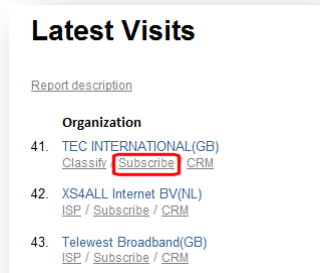 Latest Visits
Report description
Organization
41. TEC INTERNATIONAL(GB)
Classify / Subscribe / CRM
42. XS4ALL Internet BV(NL)
ISP / Subscribe / CRM
43. Telewest Broadband(GB)
ISP / Subscribe / CRM